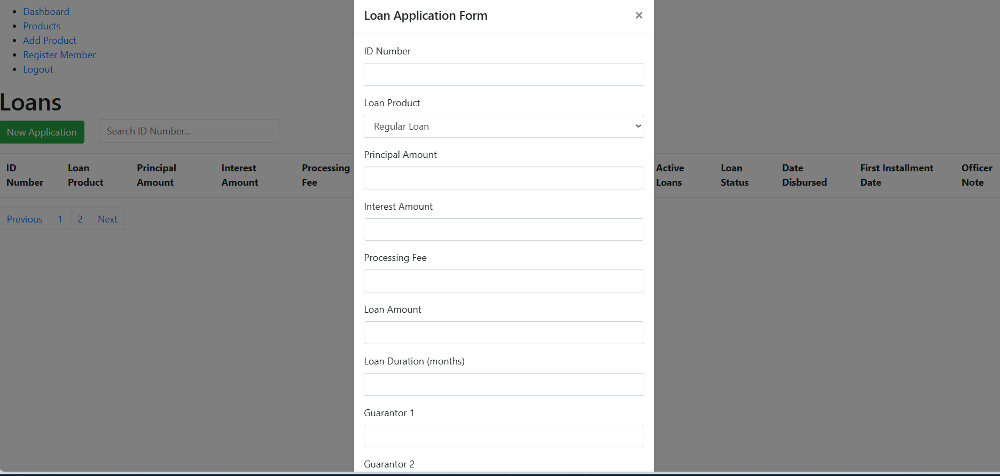 Dashboard
Products
Add Product
Register Member
Logout
Loans
New Application
Search ID Number...
ID Number
Loan Product
Principal Amount
Interest Amount
Processing Fee
Active Loans
Loan Status
Date Disbursed
First Installment Date
Officer Note
Previous 1 2 Next
Loan Application Form ×
ID Number
Loan Product
Regular Loan
Principal Amount
Interest Amount
Processing Fee
Loan Amount
Loan Duration (months)
Guarantor 1
Guarantor 2